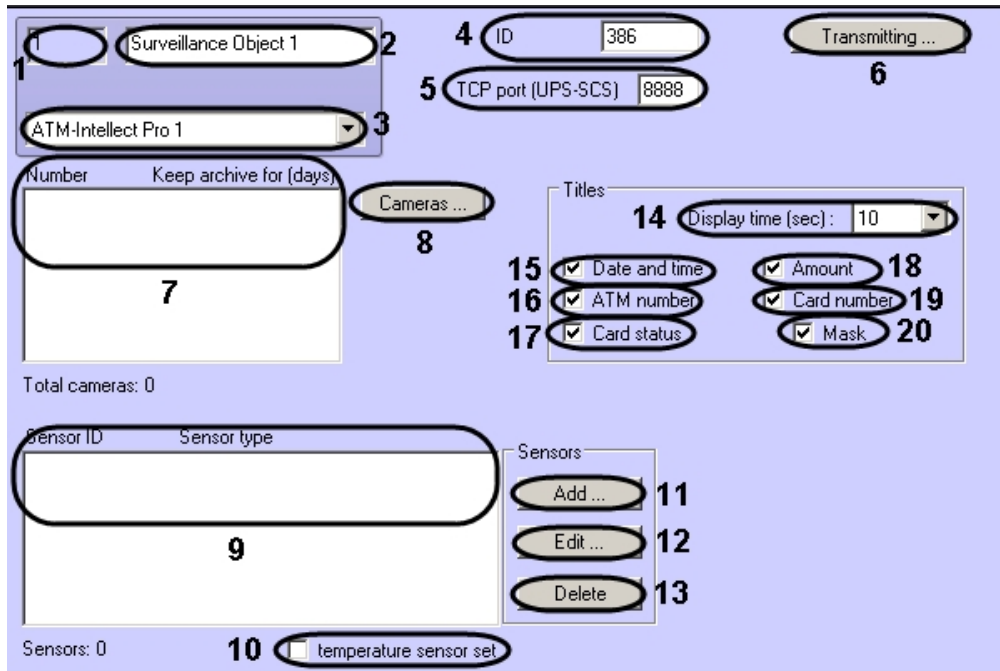 1 Surveillance Object 1 2
1
4 ID 386
5 TCP port (UPS-SCS) 8888
Transmitting ...
6
ATM-Intellect Pro 1 3
Number Keep archive for (days)
7
Cameras ...
8
Total cameras: 0
Titles
14 Display time (sec) : 10
15 Date and time Amount 18
16 ATM number Card number 19
17 Card status Mask 20
Sensor ID Sensor type
9
Sensors
Add ... 11
Edit ... 12
Delete 13
Sensors: 0 10 temperature sensor set